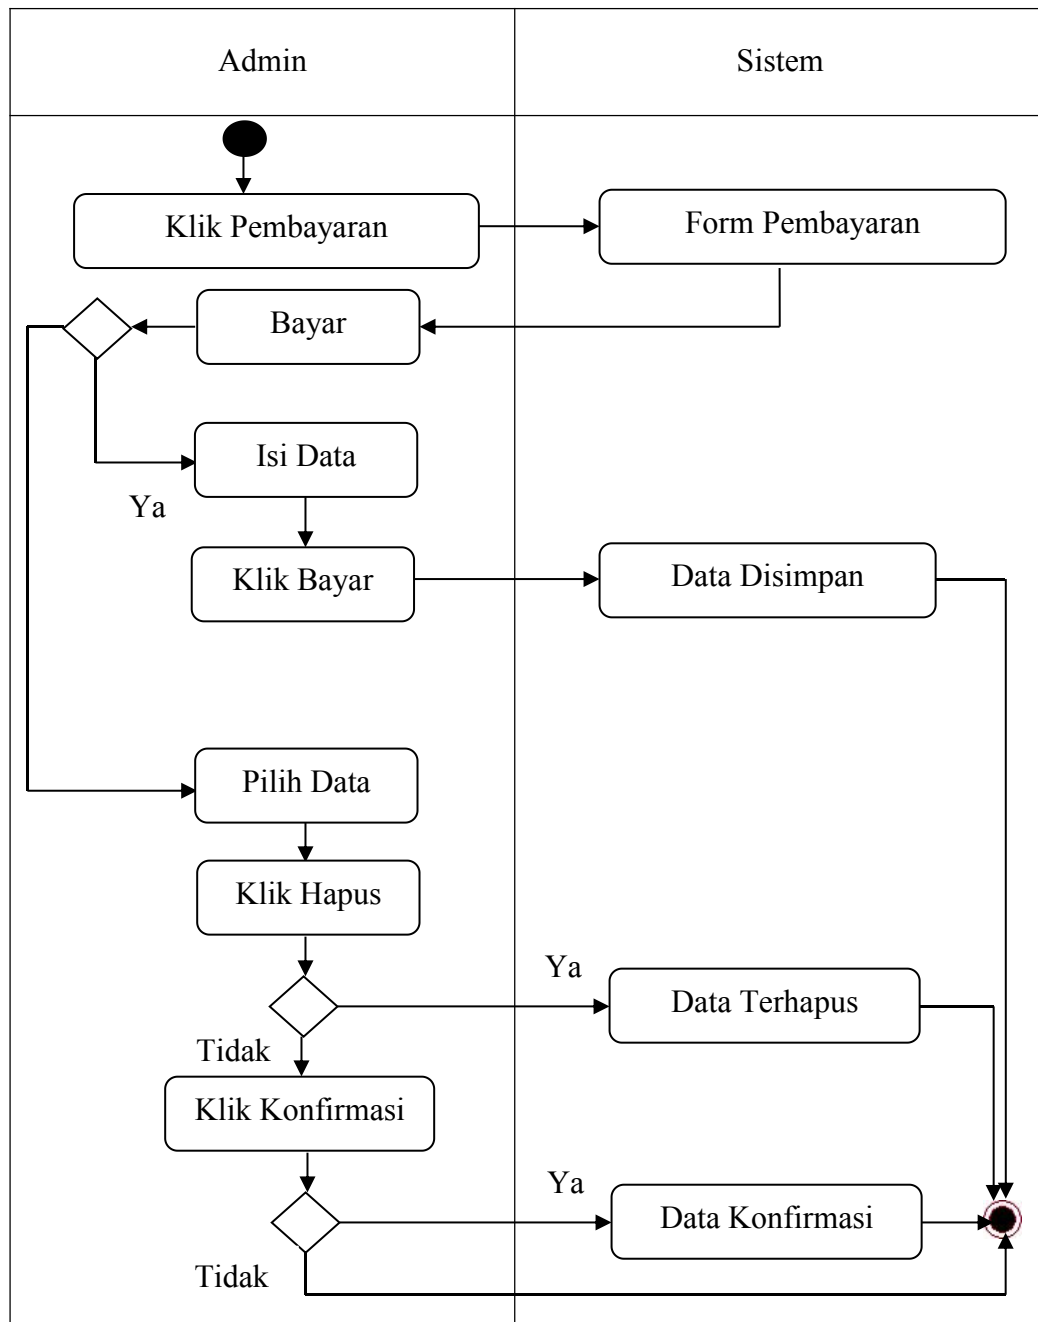 Admin
Sistem
Klik Pembayaran
Form Pembayaran
Bayar
Isi Data
Ya
Klik Bayar
Data Disimpan
Pilih Data
Klik Hapus
Ya
Data Terhapus
Tidak
Klik Konfirmasi
Ya
Data Konfirmasi
Tidak